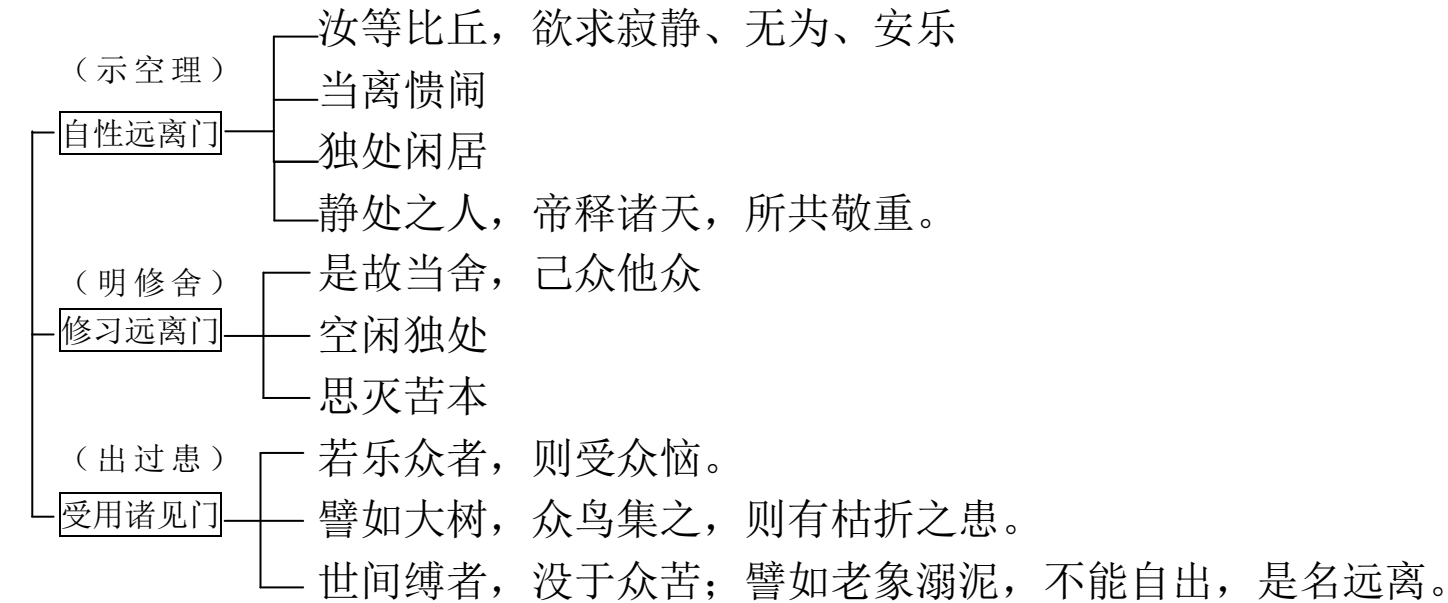 汝等比丘，欲求寂静、无为、安乐
（示空理）
当离愦闹
自性远离门
独处闲居
静处之人，帝释诸天，所共敬重。
（明修舍）
是故当舍，己众他众
修习远离门
空闲独处
思灭苦本
（出过患）
若乐众者，则受众恼。
受用诸见门
譬如大树，众鸟集之，则有枯折之患。
世间缚者，没于众苦；譬如老象溺泥，不能自出，是名远离。